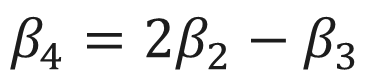 β₄ = 2β₂ − β₃